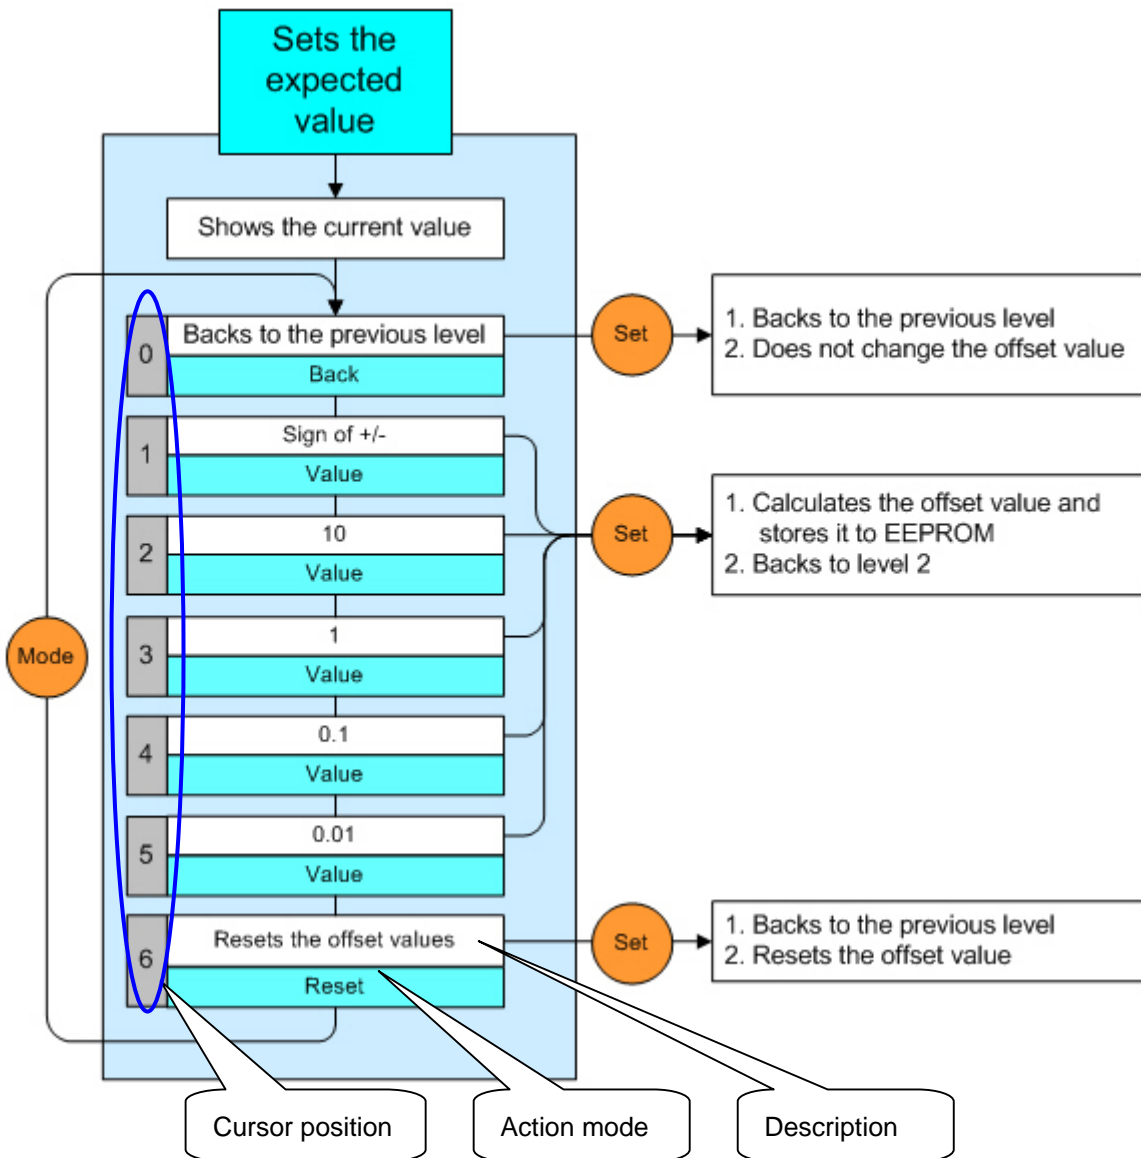 Sets the
expected
value
Shows the current value
0
Backs to the previous level
Back
Set
1. Backs to the previous level
2. Does not change the offset value
1
Sign of +/-
Value
2
10
Value
Set
1. Calculates the offset value and
stores it to EEPROM
2. Backs to level 2
3
1
Value
Mode
4
0.1
Value
5
0.01
Value
6
Resets the offset values
Reset
Set
1. Backs to the previous level
2. Resets the offset value
Cursor position
Action mode
Description